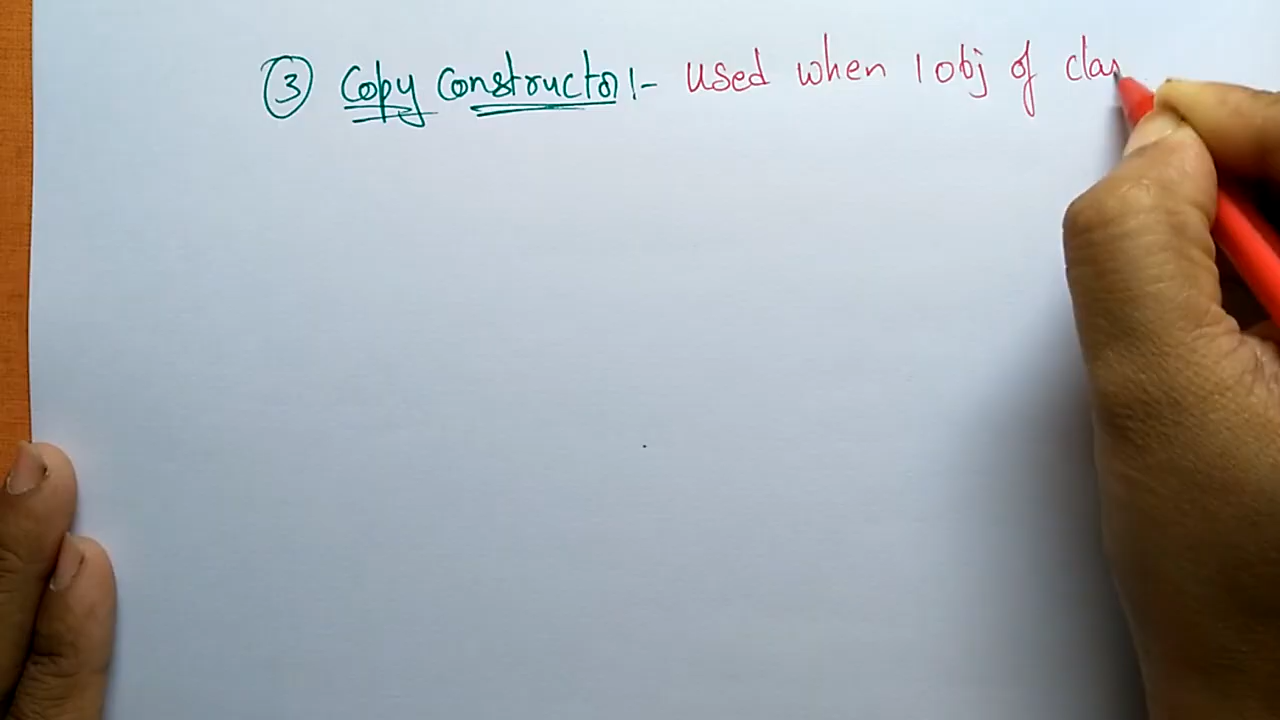 ③ Copy Constructor:- used when 1 obj of clas